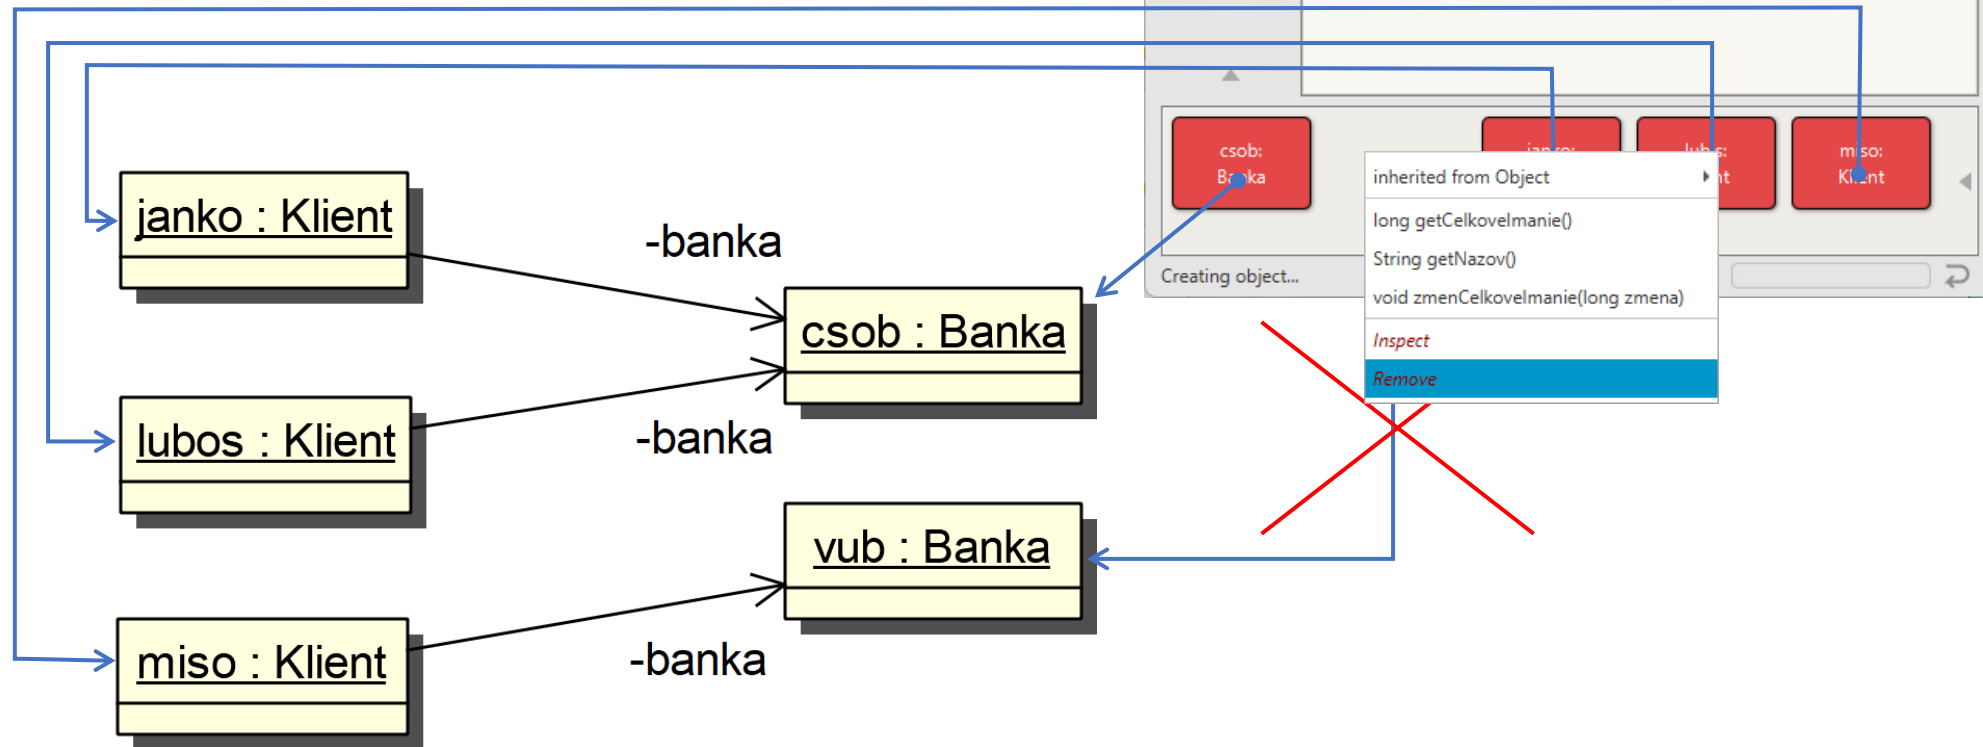 csob:
Banka
janko:
miso:
Klient
inherited from Object
long getCelkoveImanie()
String getNazov()
void zmenCelkoveImanie(long zmena)
Inspect
Remove
Creating object...
janko : Klient
-banka
csob : Banka
lubos : Klient
-banka
vub : Banka
miso : Klient
-banka